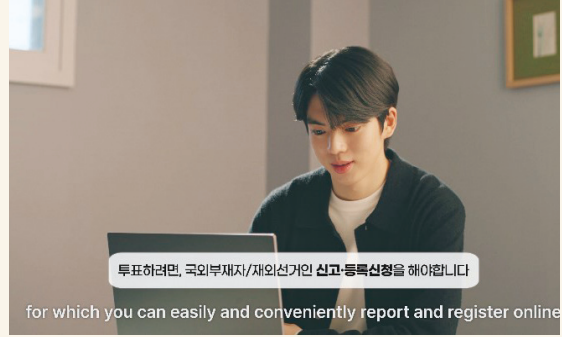 투표하려면, 국외부재자/재외선거인 신고·등록신청을 해야합니다
for which you can easily and conveniently report and register online